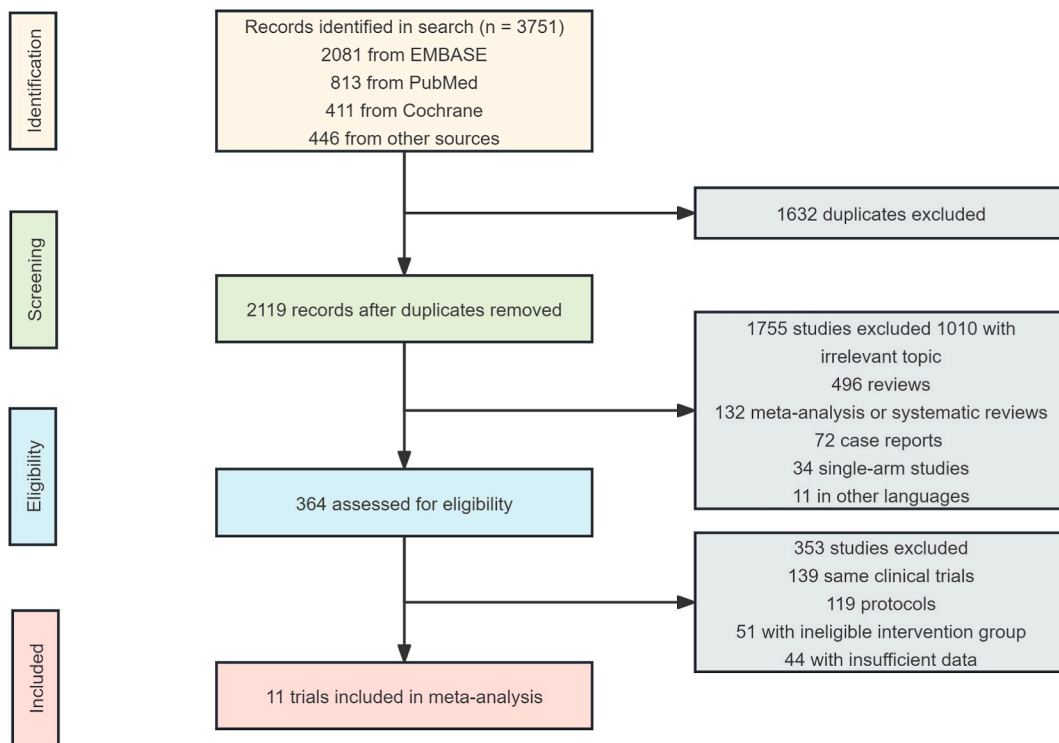 Identification
Records identified in search (n = 3751)
2081 from EMBASE
813 from PubMed
411 from Cochrane
446 from other sources
1632 duplicates excluded
Screening
2119 records after duplicates removed
1755 studies excluded 1010 with
irrelevant topic
496 reviews
132 meta-analysis or systematic reviews
72 case reports
34 single-arm studies
11 in other languages
Eligibility
364 assessed for eligibility
353 studies excluded
139 same clinical trials
119 protocols
51 with ineligible intervention group
44 with insufficient data
Included
11 trials included in meta-analysis